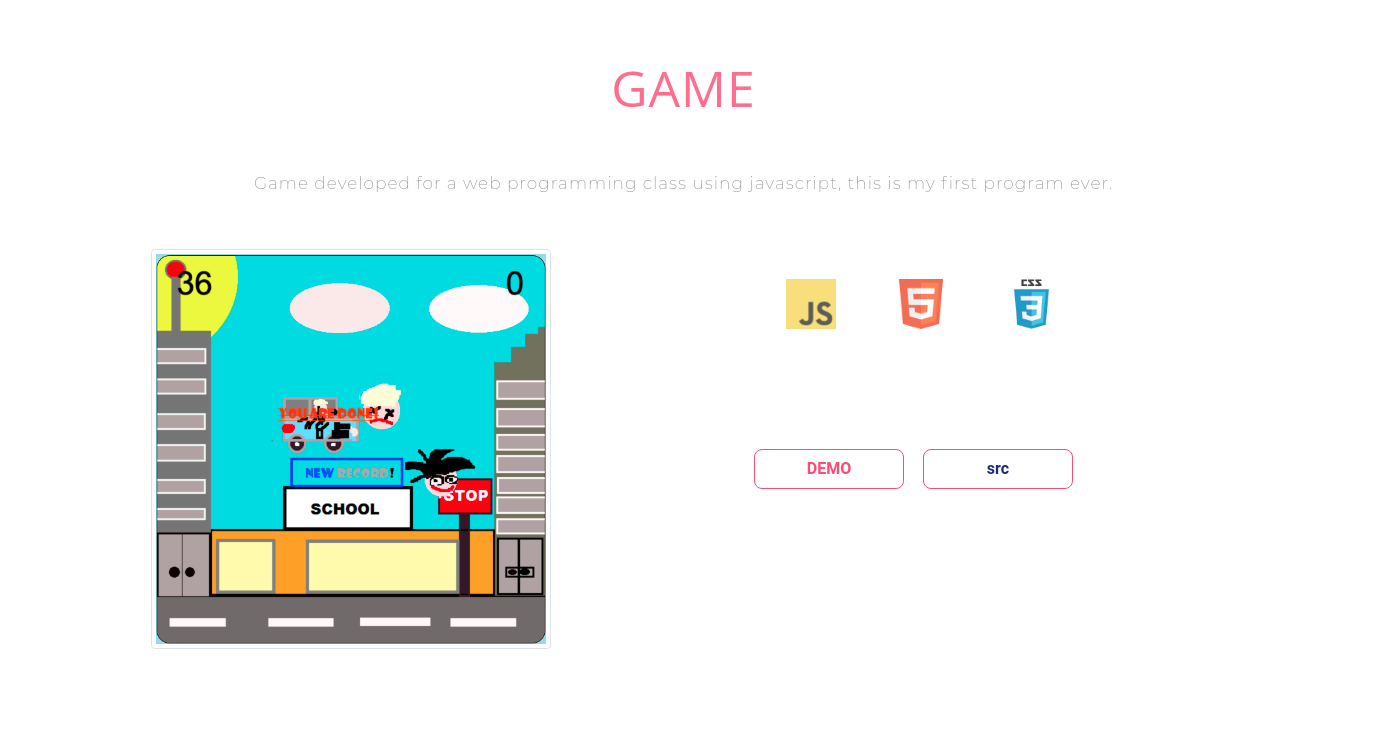 GAME
Game developed for a web programming class using javascript, this is my first program ever.
36
0
JS
5
CSS
3
YOU ARE DONE!
NEW RECORD!
STOP
SCHOOL
DEMO
src